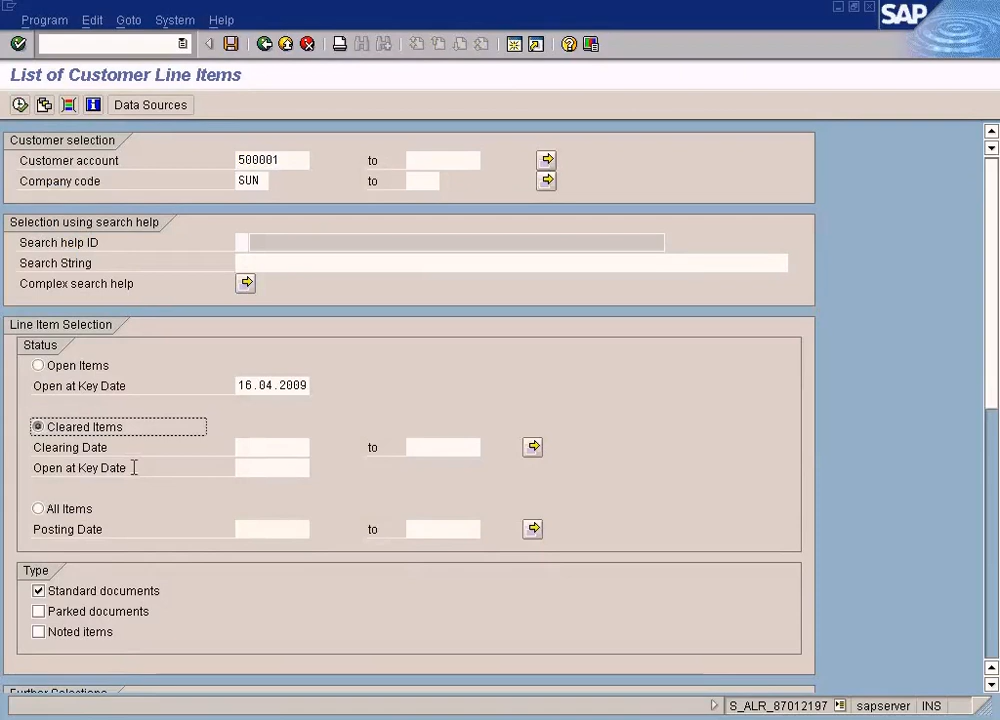 Program Edit Goto System Help
SAP
List of Customer Line Items
Data Sources
Customer selection
Customer account 500001 to
Company code SUN to
Selection using search help
Search help ID
Search String
Complex search help
Line Item Selection
Status
Open Items
Open at Key Date 16.04.2009
Cleared Items
Clearing Date to
Open at Key Date
All Items
Posting Date to
Type
Standard documents
Parked documents
Noted items
Further Selections
S_ALR_87012197 sapserver INS